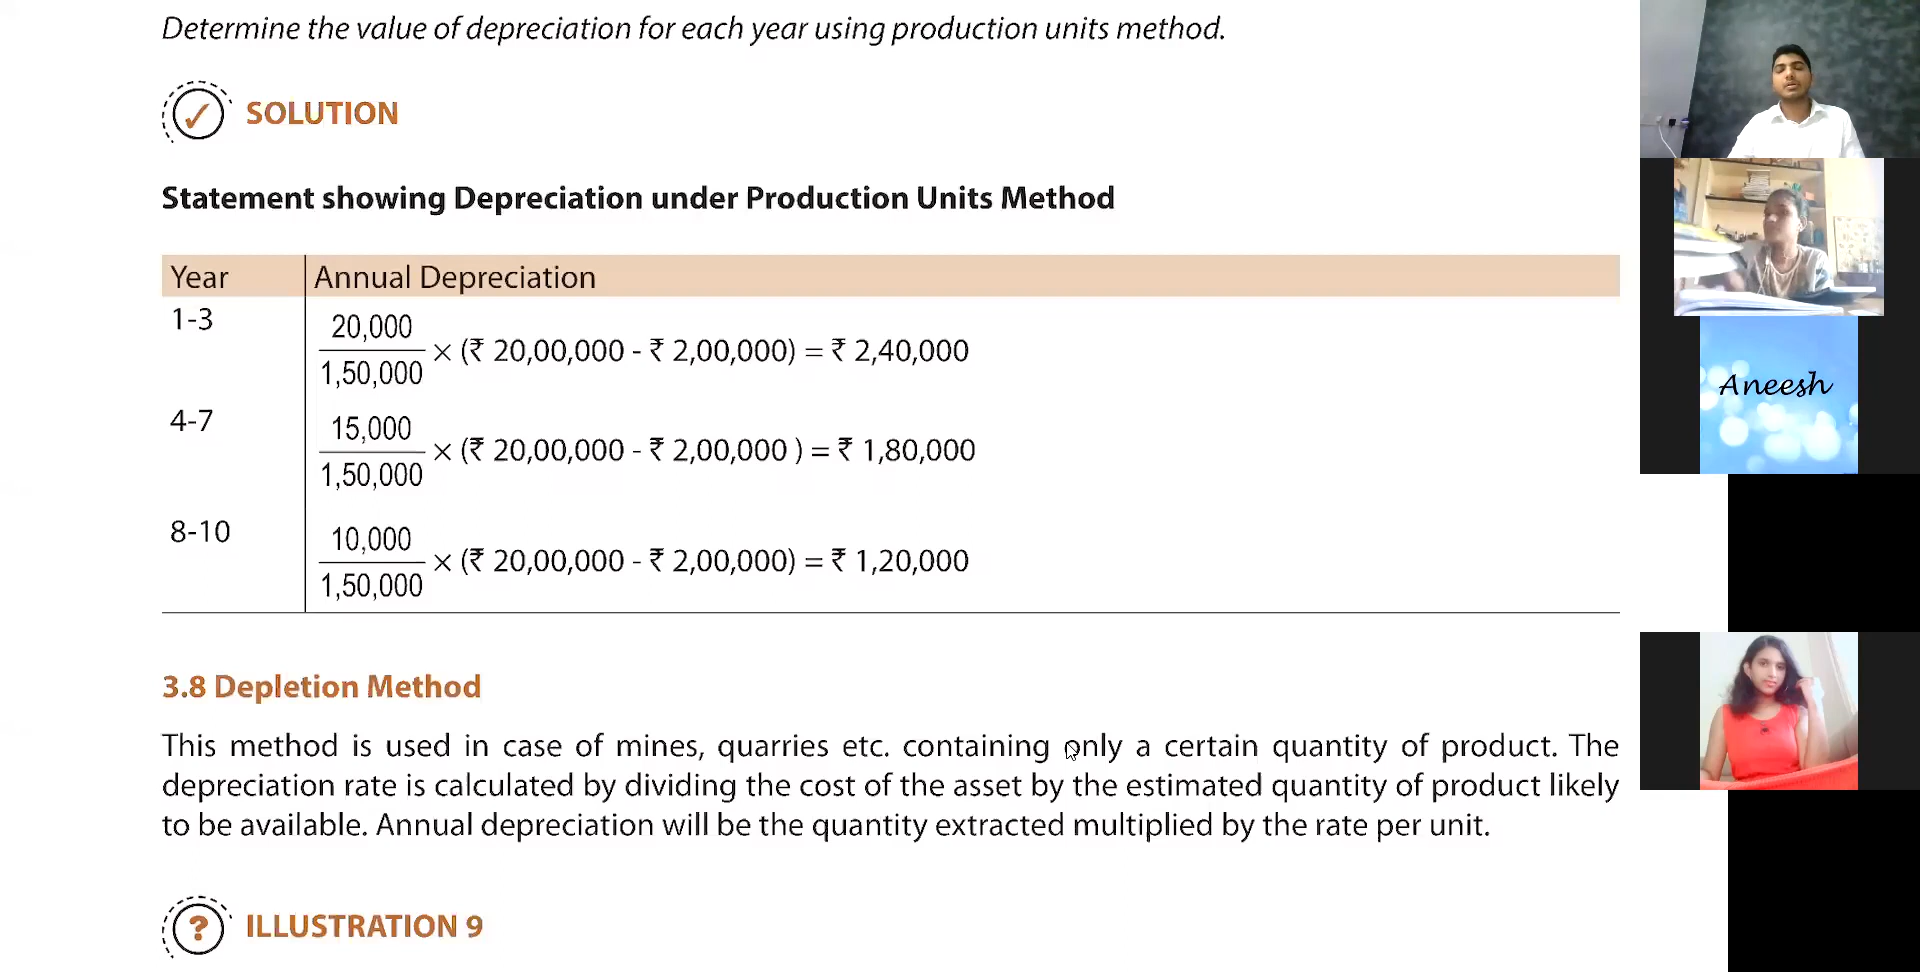 Determine the value of depreciation for each year using production units method.
SOLUTION
Statement showing Depreciation under Production Units Method
Year Annual Depreciation
1-3 20,000/1,50,000 × (₹ 20,00,000 - ₹ 2,00,000) = ₹ 2,40,000
4-7 15,000/1,50,000 × (₹ 20,00,000 - ₹ 2,00,000 ) = ₹ 1,80,000
8-10 10,000/1,50,000 × (₹ 20,00,000 - ₹ 2,00,000) = ₹ 1,20,000
3.8 Depletion Method
This method is used in case of mines, quarries etc. containing only a certain quantity of product. The
depreciation rate is calculated by dividing the cost of the asset by the estimated quantity of product likely
to be available. Annual depreciation will be the quantity extracted multiplied by the rate per unit.
? ILLUSTRATION 9
Aneesh